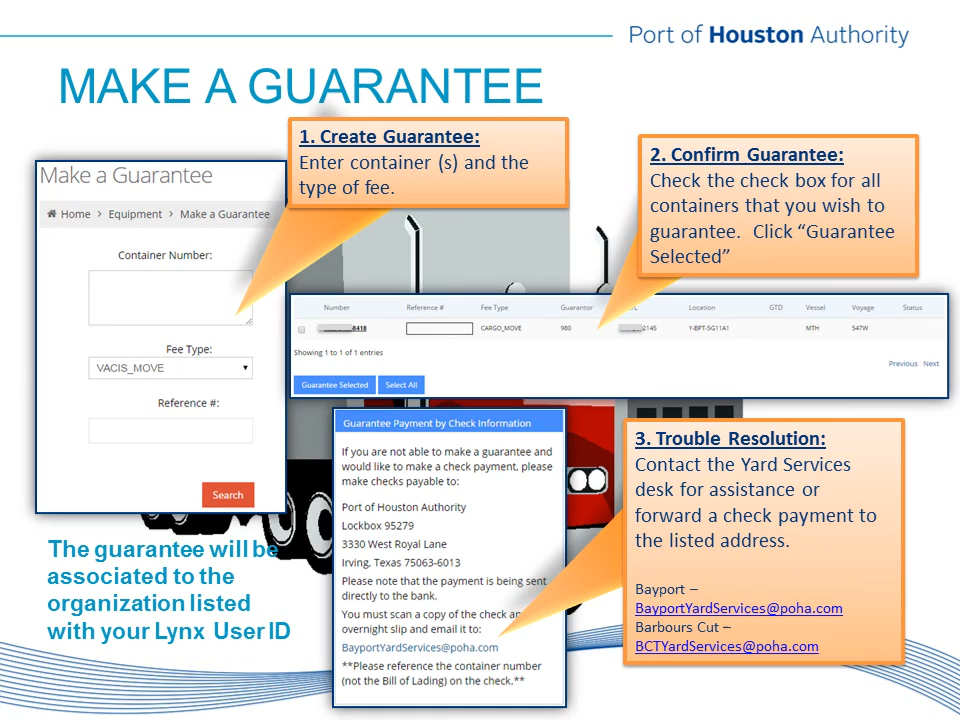 Port of Houston Authority
MAKE A GUARANTEE
1. Create Guarantee:
Enter container (s) and the
type of fee.
2. Confirm Guarantee:
Check the check box for all
containers that you wish to
guarantee. Click “Guarantee
Selected”
Make a Guarantee
Home > Equipment > Make a Guarantee
Container Number:
Fee Type:
VACIS_MOVE
Reference #:
Search
Number Reference # Fee Type Guarantor Location GTD Vessel Voyage Status
8418 CARGO_MOVE 980 2145 Y-BPT-5G11A1 MTH 547W
Showing 1 to 1 of 1 entries
Previous Next
Guarantee Selected Select All
Guarantee Payment by Check Information
If you are not able to make a guarantee and
would like to make a check payment, please
make checks payable to:
Port of Houston Authority
Lockbox 95279
3330 West Royal Lane
Irving, Texas 75063-6013
Please note that the payment is being sent
directly to the bank.
You must scan a copy of the check an
overnight slip and email it to:
BayportYardServices@poha.com
**Please reference the container number
(not the Bill of Lading) on the check.**
3. Trouble Resolution:
Contact the Yard Services
desk for assistance or
forward a check payment to
the listed address.
Bayport –
BayportYardServices@poha.com
Barbours Cut –
BCTYardServices@poha.com
The guarantee will be
associated to the
organization listed
with your Lynx User ID